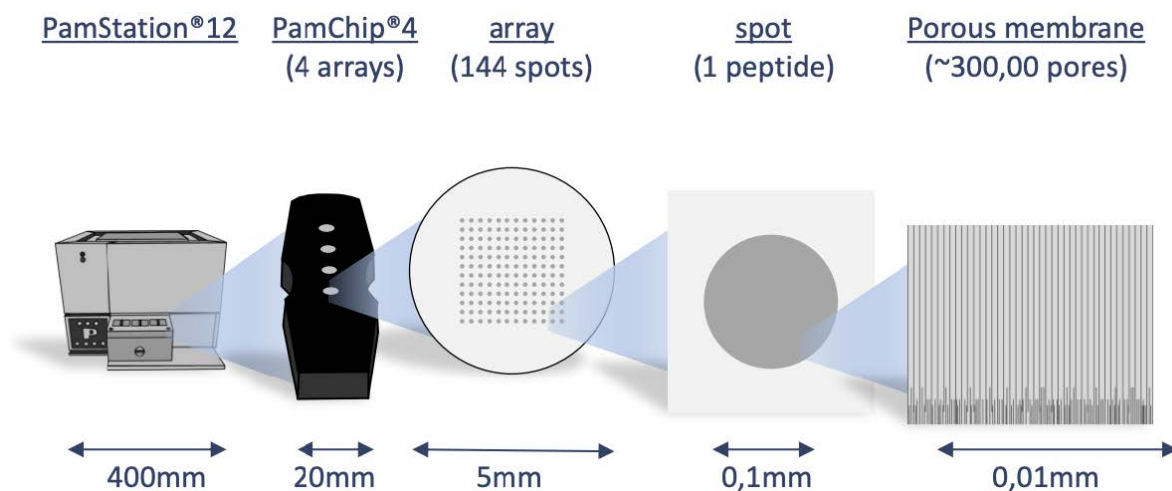 PamStation®12
PamChip®4
(4 arrays)
array
(144 spots)
spot
(1 peptide)
Porous membrane
(~300,00 pores)
P
400mm
20mm
5mm
0,1mm
0,01mm